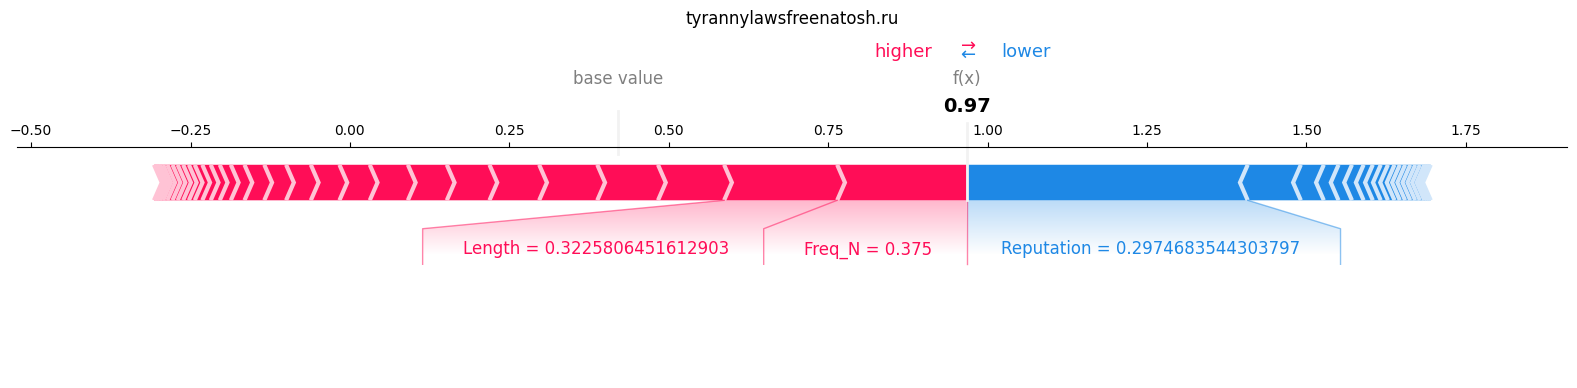 tyrannylawsfreenatosh.ru
higher ⇄ lower
base value f(x)
0.97
−0.50 −0.25 0.00 0.25 0.50 0.75 1.00 1.25 1.50 1.75
Length = 0.3225806451612903 Freq_N = 0.375 Reputation = 0.2974683544303797